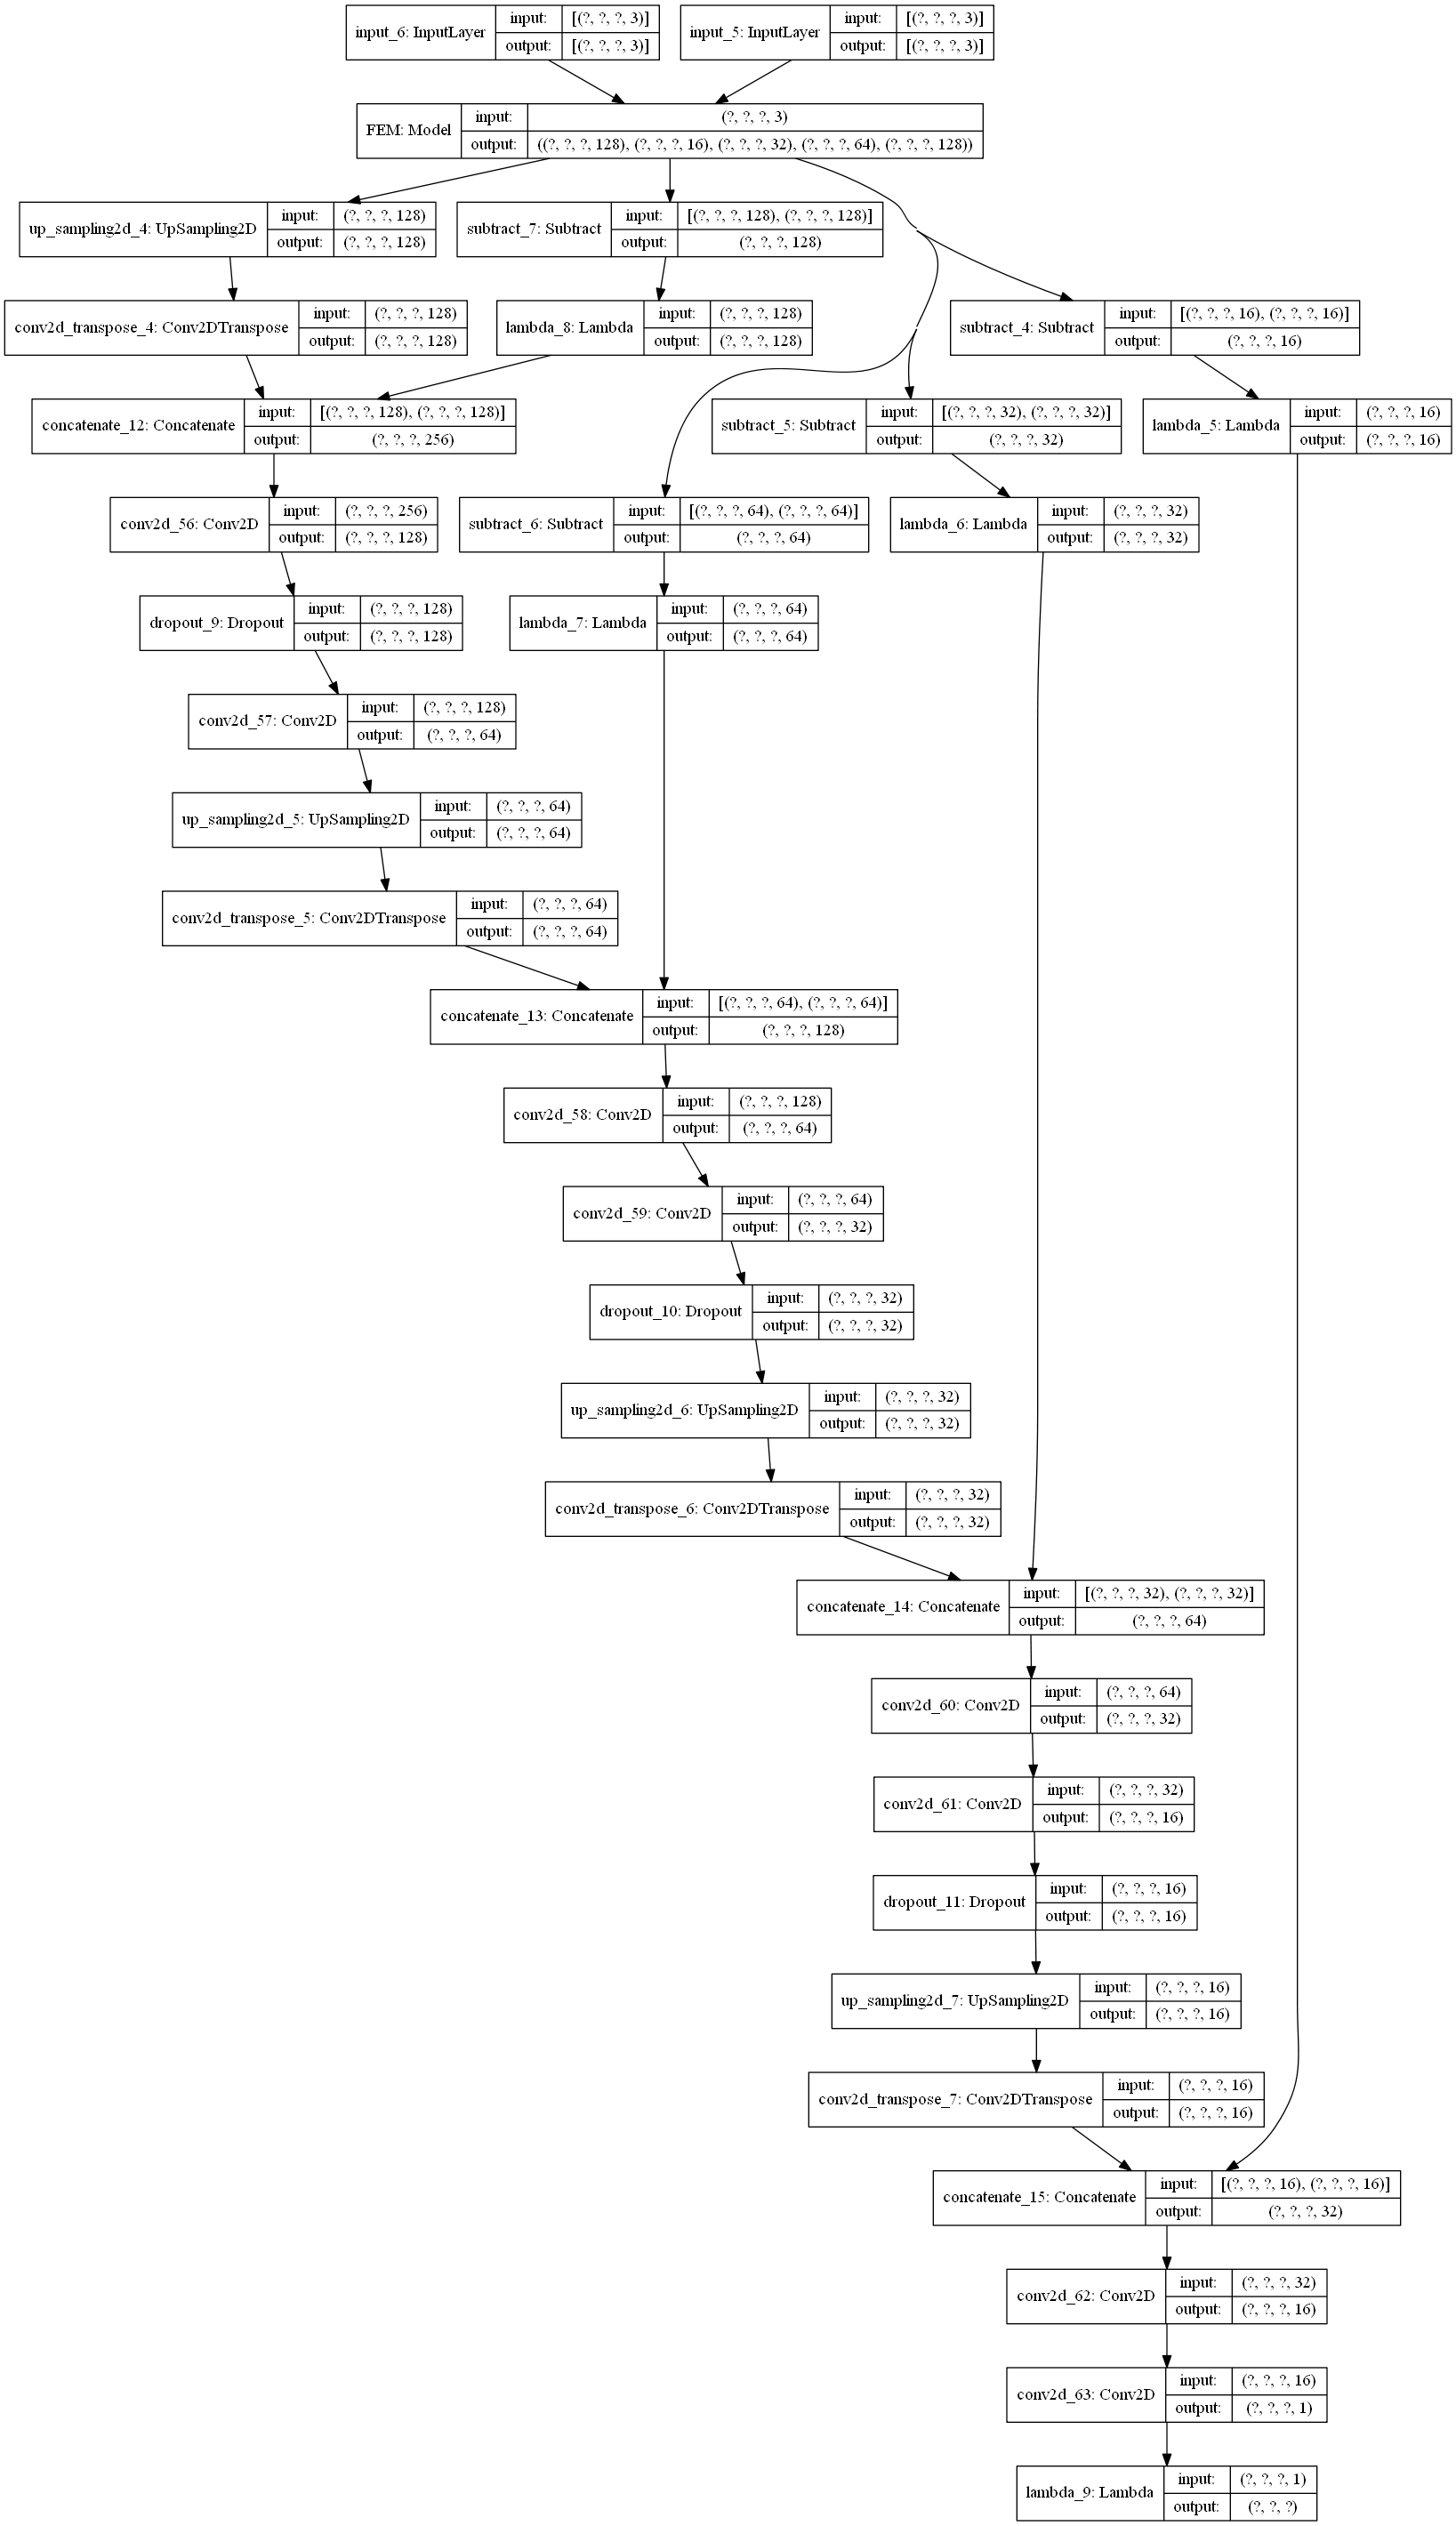 input_6: InputLayer input: [(?, ?, ?, 3)] output: [(?, ?, ?, 3)]
input_5: InputLayer input: [(?, ?, ?, 3)] output: [(?, ?, ?, 3)]
FEM: Model input: (?, ?, ?, 3) output: ((?, ?, ?, 128), (?, ?, ?, 16), (?, ?, ?, 32), (?, ?, ?, 64), (?, ?, ?, 128))
up_sampling2d_4: UpSampling2D input: (?, ?, ?, 128) output: (?, ?, ?, 128)
subtract_7: Subtract input: [(?, ?, ?, 128), (?, ?, ?, 128)] output: (?, ?, ?, 128)
conv2d_transpose_4: Conv2DTranspose input: (?, ?, ?, 128) output: (?, ?, ?, 128)
lambda_8: Lambda input: (?, ?, ?, 128) output: (?, ?, ?, 128)
subtract_4: Subtract input: [(?, ?, ?, 16), (?, ?, ?, 16)] output: (?, ?, ?, 16)
concatenate_12: Concatenate input: [(?, ?, ?, 128), (?, ?, ?, 128)] output: (?, ?, ?, 256)
subtract_5: Subtract input: [(?, ?, ?, 32), (?, ?, ?, 32)] output: (?, ?, ?, 32)
lambda_5: Lambda input: (?, ?, ?, 16) output: (?, ?, ?, 16)
conv2d_56: Conv2D input: (?, ?, ?, 256) output: (?, ?, ?, 128)
subtract_6: Subtract input: [(?, ?, ?, 64), (?, ?, ?, 64)] output: (?, ?, ?, 64)
lambda_6: Lambda input: (?, ?, ?, 32) output: (?, ?, ?, 32)
dropout_9: Dropout input: (?, ?, ?, 128) output: (?, ?, ?, 128)
lambda_7: Lambda input: (?, ?, ?, 64) output: (?, ?, ?, 64)
conv2d_57: Conv2D input: (?, ?, ?, 128) output: (?, ?, ?, 64)
up_sampling2d_5: UpSampling2D input: (?, ?, ?, 64) output: (?, ?, ?, 64)
conv2d_transpose_5: Conv2DTranspose input: (?, ?, ?, 64) output: (?, ?, ?, 64)
concatenate_13: Concatenate input: [(?, ?, ?, 64), (?, ?, ?, 64)] output: (?, ?, ?, 128)
conv2d_58: Conv2D input: (?, ?, ?, 128) output: (?, ?, ?, 64)
conv2d_59: Conv2D input: (?, ?, ?, 64) output: (?, ?, ?, 32)
dropout_10: Dropout input: (?, ?, ?, 32) output: (?, ?, ?, 32)
up_sampling2d_6: UpSampling2D input: (?, ?, ?, 32) output: (?, ?, ?, 32)
conv2d_transpose_6: Conv2DTranspose input: (?, ?, ?, 32) output: (?, ?, ?, 32)
concatenate_14: Concatenate input: [(?, ?, ?, 32), (?, ?, ?, 32)] output: (?, ?, ?, 64)
conv2d_60: Conv2D input: (?, ?, ?, 64) output: (?, ?, ?, 32)
conv2d_61: Conv2D input: (?, ?, ?, 32) output: (?, ?, ?, 16)
dropout_11: Dropout input: (?, ?, ?, 16) output: (?, ?, ?, 16)
up_sampling2d_7: UpSampling2D input: (?, ?, ?, 16) output: (?, ?, ?, 16)
conv2d_transpose_7: Conv2DTranspose input: (?, ?, ?, 16) output: (?, ?, ?, 16)
concatenate_15: Concatenate input: [(?, ?, ?, 16), (?, ?, ?, 16)] output: (?, ?, ?, 32)
conv2d_62: Conv2D input: (?, ?, ?, 32) output: (?, ?, ?, 16)
conv2d_63: Conv2D input: (?, ?, ?, 16) output: (?, ?, ?, 1)
lambda_9: Lambda input: (?, ?, ?, 1) output: (?, ?, ?)